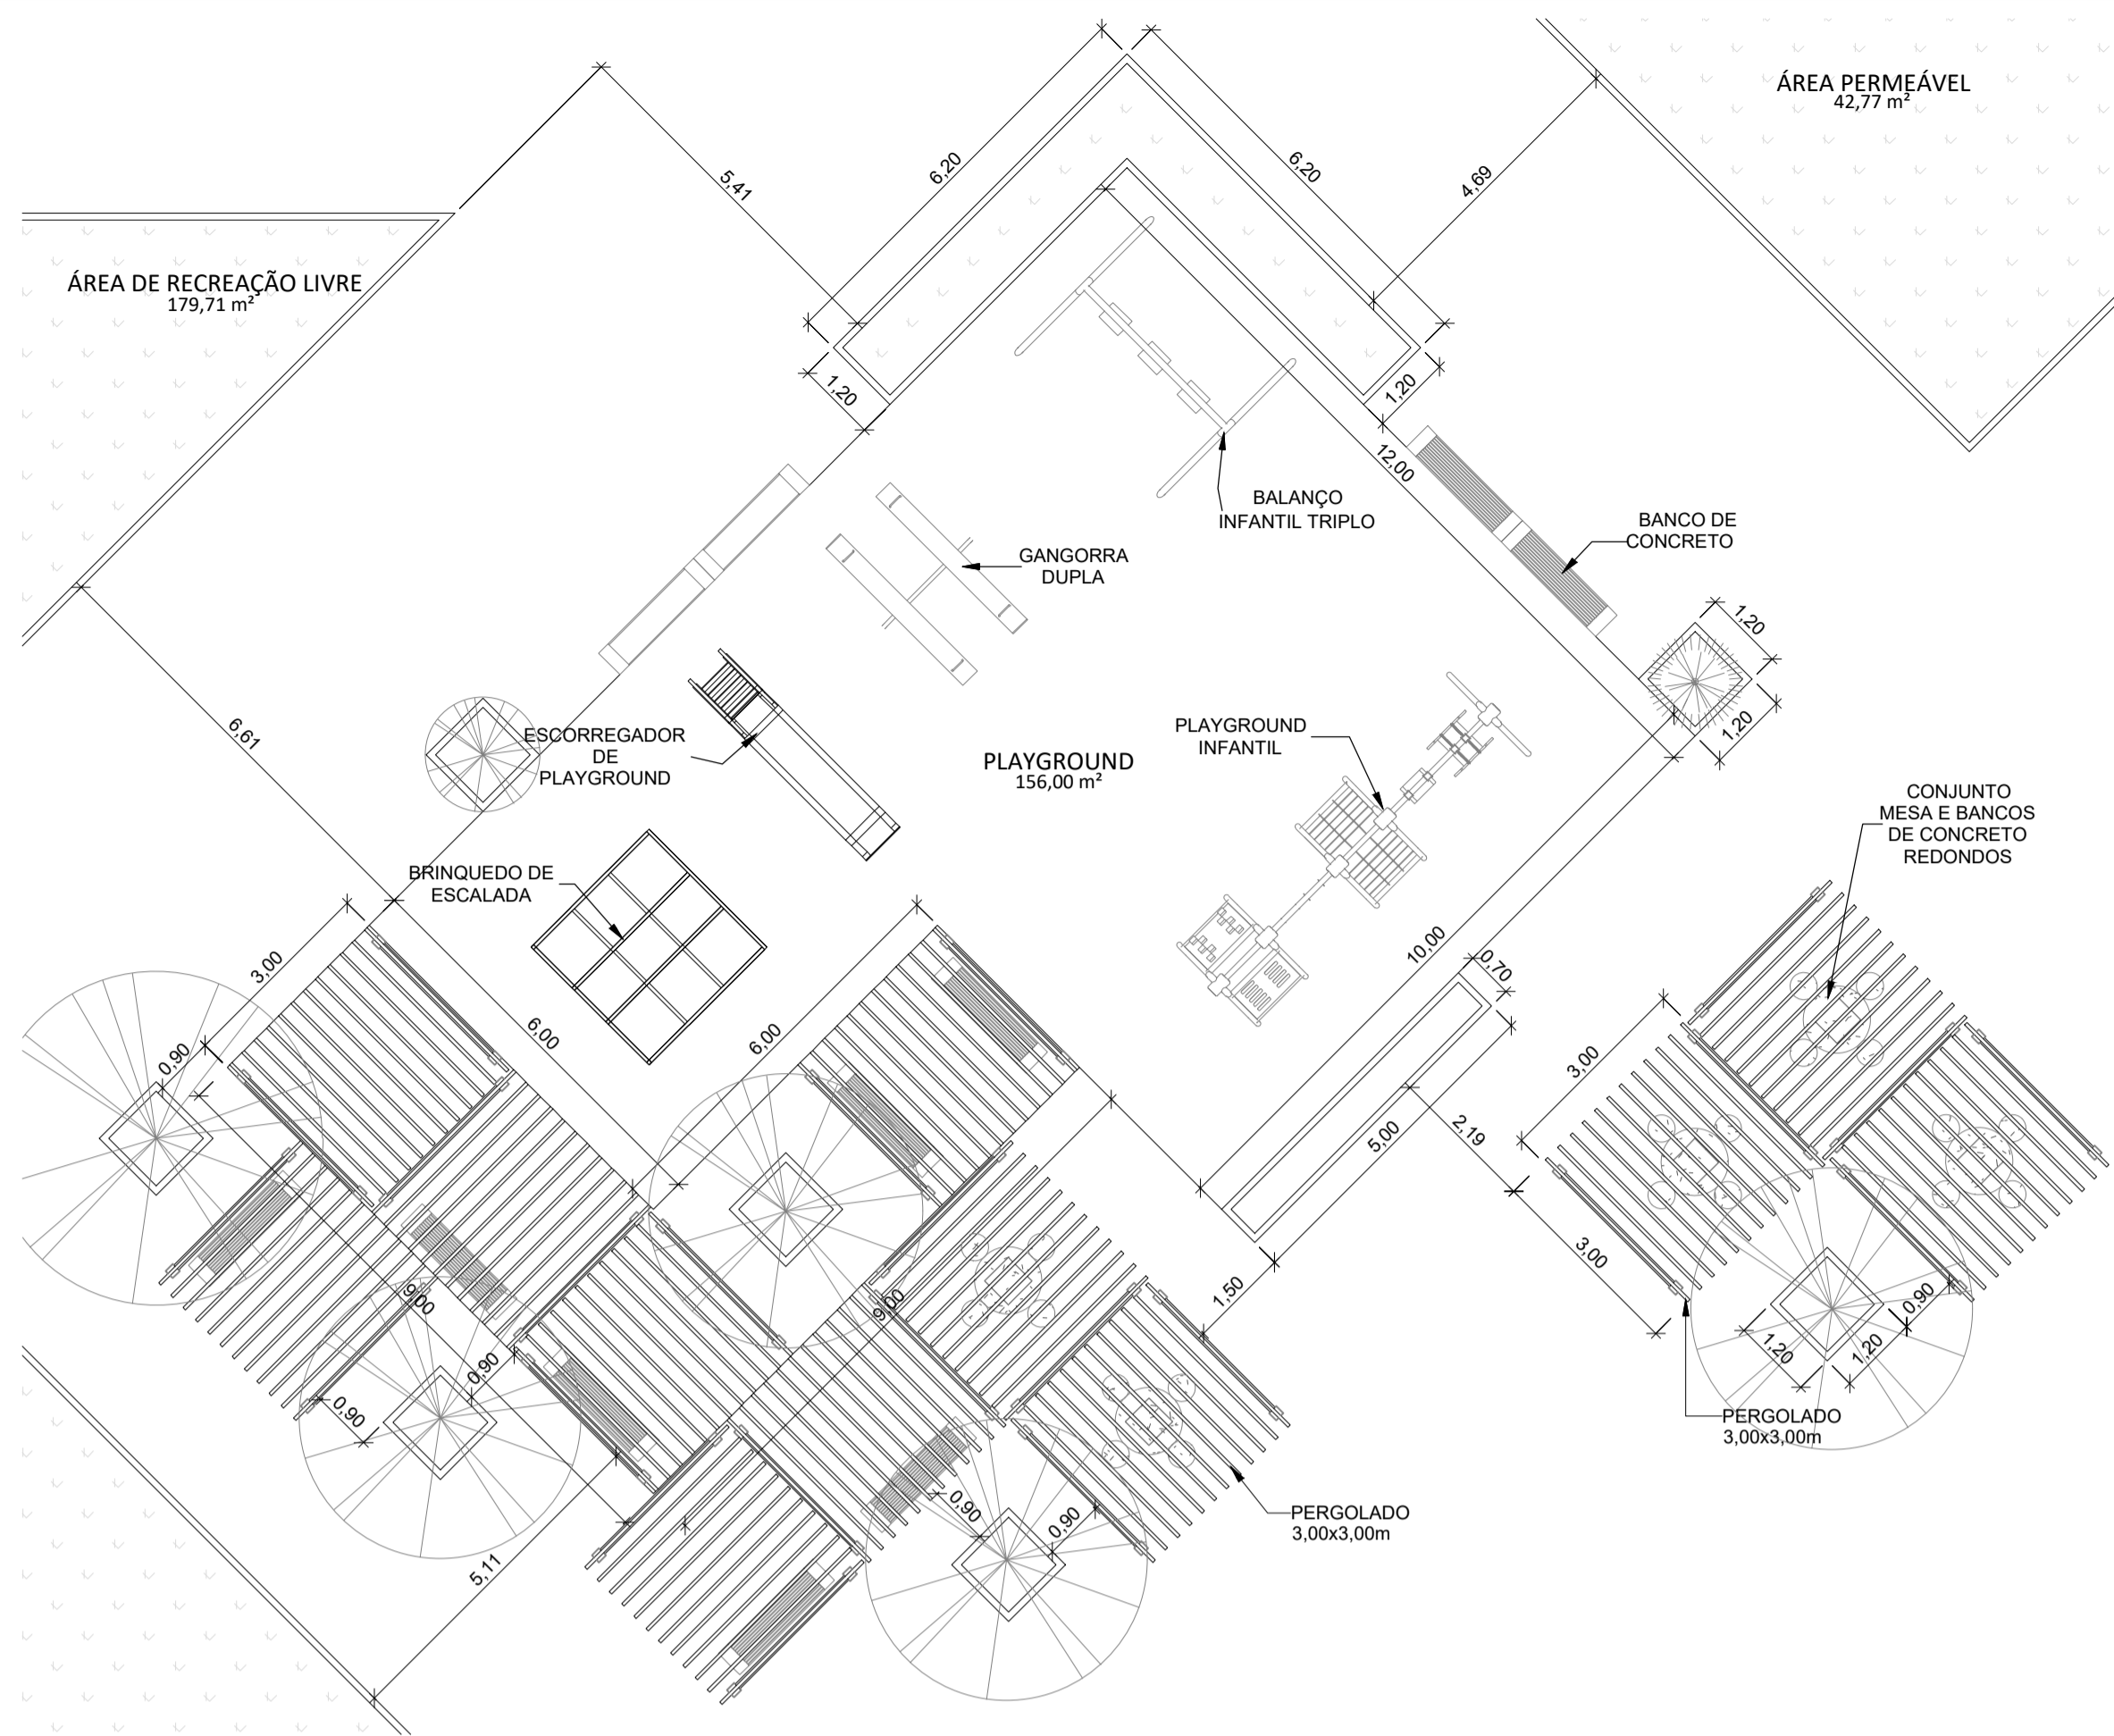 ÁREA PERMEÁVEL
42,77 m²
6,20
6,20
5,41
4,69
ÁREA DE RECREAÇÃO LIVRE
179,71 m²
1,20
1,20
12,00
BALANÇO
INFANTIL TRIPLO
BANCO DE
CONCRETO
GANGORRA
DUPLA
1,20
1,20
6,61
ESCORREGADOR
DE
PLAYGROUND
PLAYGROUND
156,00 m²
PLAYGROUND
INFANTIL
CONJUNTO
MESA E BANCOS
DE CONCRETO
REDONDOS
BRINQUEDO DE
ESCALADA
3,00
10,00
0,70
6,00
6,00
0,90
3,00
5,00
2,19
3,00
1,50
9,00
9,00
0,90
0,90
0,90
1,20
1,20
PERGOLADO
3,00x3,00m
0,90
0,90
PERGOLADO
3,00x3,00m
5,11